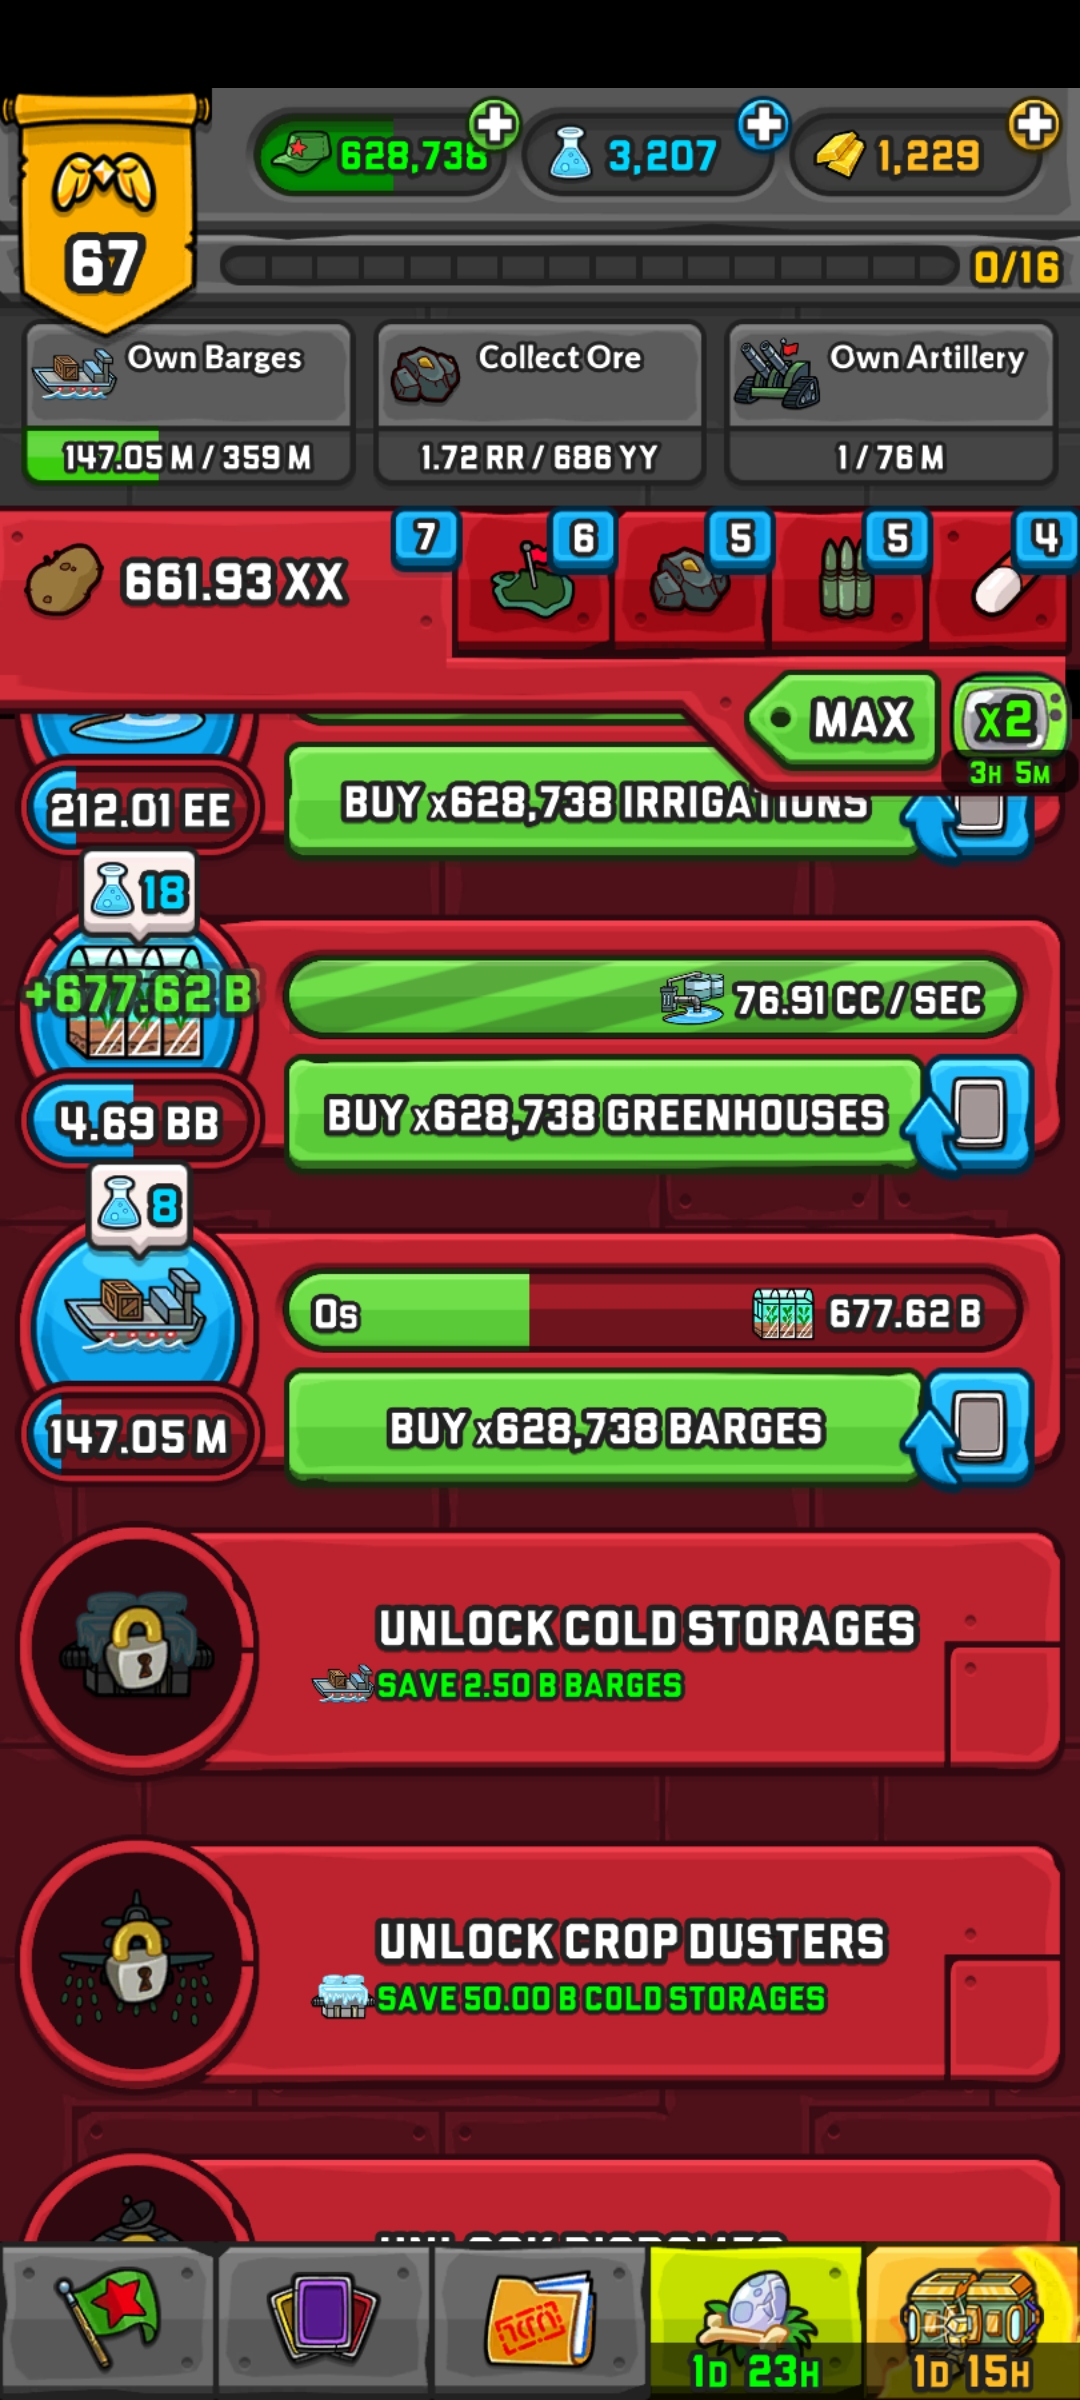 628,738
3,207
1,229
67
0/16
Own Barges
147.05 M / 359 M
Collect Ore
1.72 RR / 686 YY
Own Artillery
1 / 76 M
661.93 XX
7
6
5
5
4
MAX
x2
3H 5M
212.01 EE
BUY x628,738 IRRIGATIONS
18
+677.62 B
76.91 CC / SEC
4.69 BB
BUY x628,738 GREENHOUSES
8
0s
677.62 B
147.05 M
BUY x628,738 BARGES
UNLOCK COLD STORAGES
SAVE 2.50 B BARGES
UNLOCK CROP DUSTERS
SAVE 50.00 B COLD STORAGES
UNLOCK
1D 23H
1D 15H